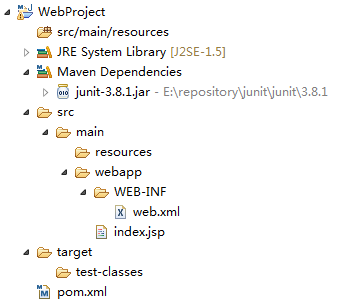 WebProject
src/main/resources
JRE System Library [J2SE-1.5]
Maven Dependencies
junit-3.8.1.jar - E:\repository\junit\junit\3.8.1
src
main
resources
webapp
WEB-INF
web.xml
index.jsp
target
test-classes
pom.xml